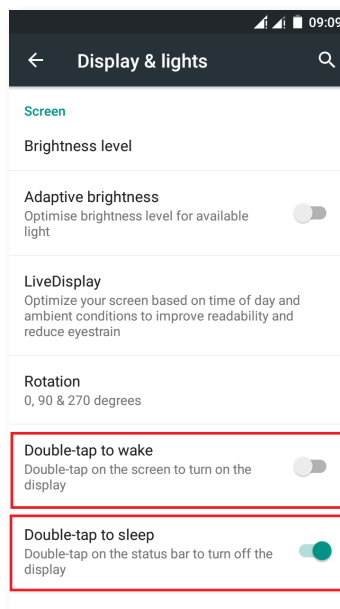 09:09
Display & lights
Screen
Brightness level
Adaptive brightness
Optimise brightness level for available
light
LiveDisplay
Optimize your screen based on time of day and
ambient conditions to improve readability and
reduce eyestrain
Rotation
0, 90 & 270 degrees
Double-tap to wake
Double-tap on the screen to turn on the
display
Double-tap to sleep
Double-tap on the status bar to turn off the
display